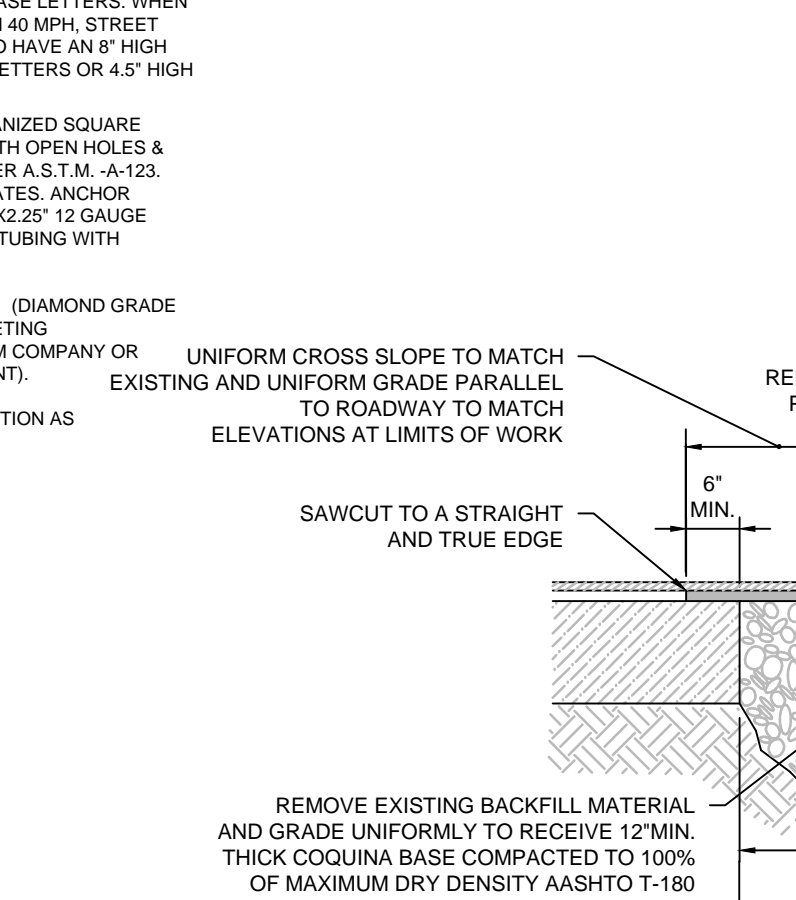 ASE LETTERS. WHEN
40 MPH, STREET
HAVE AN 8" HIGH
ETTERS OR 4.5" HIGH
ANIZED SQUARE
TH OPEN HOLES &
ER A.S.T.M. -A-123.
ATES. ANCHOR
X2.25" 12 GAUGE
TUBING WITH
(DIAMOND GRADE
ETING
M COMPANY OR
NT).
TION AS
UNIFORM CROSS SLOPE TO MATCH
EXISTING AND UNIFORM GRADE PARALLEL
TO ROADWAY TO MATCH
ELEVATIONS AT LIMITS OF WORK
RE
6"
MIN.
SAWCUT TO A STRAIGHT
AND TRUE EDGE
REMOVE EXISTING BACKFILL MATERIAL
AND GRADE UNIFORMLY TO RECEIVE 12"MIN.
THICK COQUINA BASE COMPACTED TO 100%
OF MAXIMUM DRY DENSITY AASHTO T-180